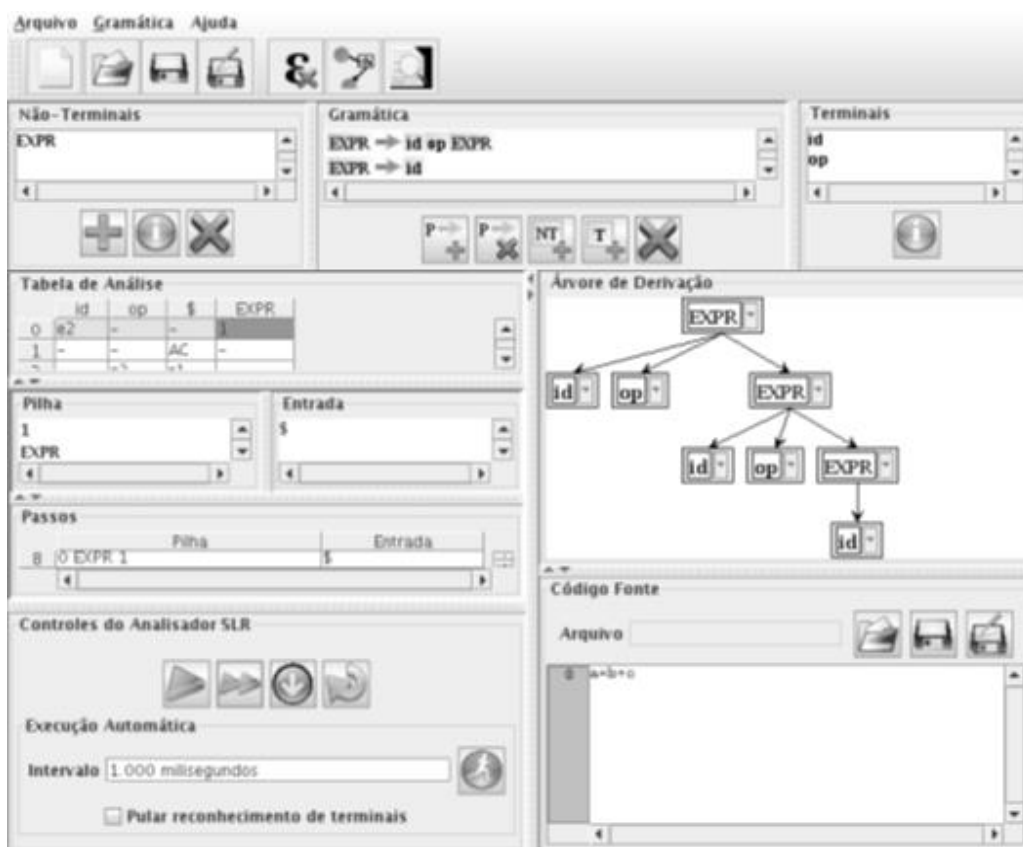 Arquivo Gramática Ajuda
ε
Não-Terminais
EXPR
Gramática
EXPR → id op EXPR
EXPR → id
Terminais
id
op
P P NT T
Tabela de Análise
id op $ EXPR
0 e2 - - 1
1 - - AC -
Árvore de Derivação
EXPR
id op EXPR
id op EXPR
id
Pilha
1
EXPR
Entrada
$
Passos
Pilha Entrada
8 0 EXPR 1 $
Controles do Analisador SLR
Execução Automática
Intervalo 1.000 milisegundos
Pular reconhecimento de terminais
Código Fonte
Arquivo
0